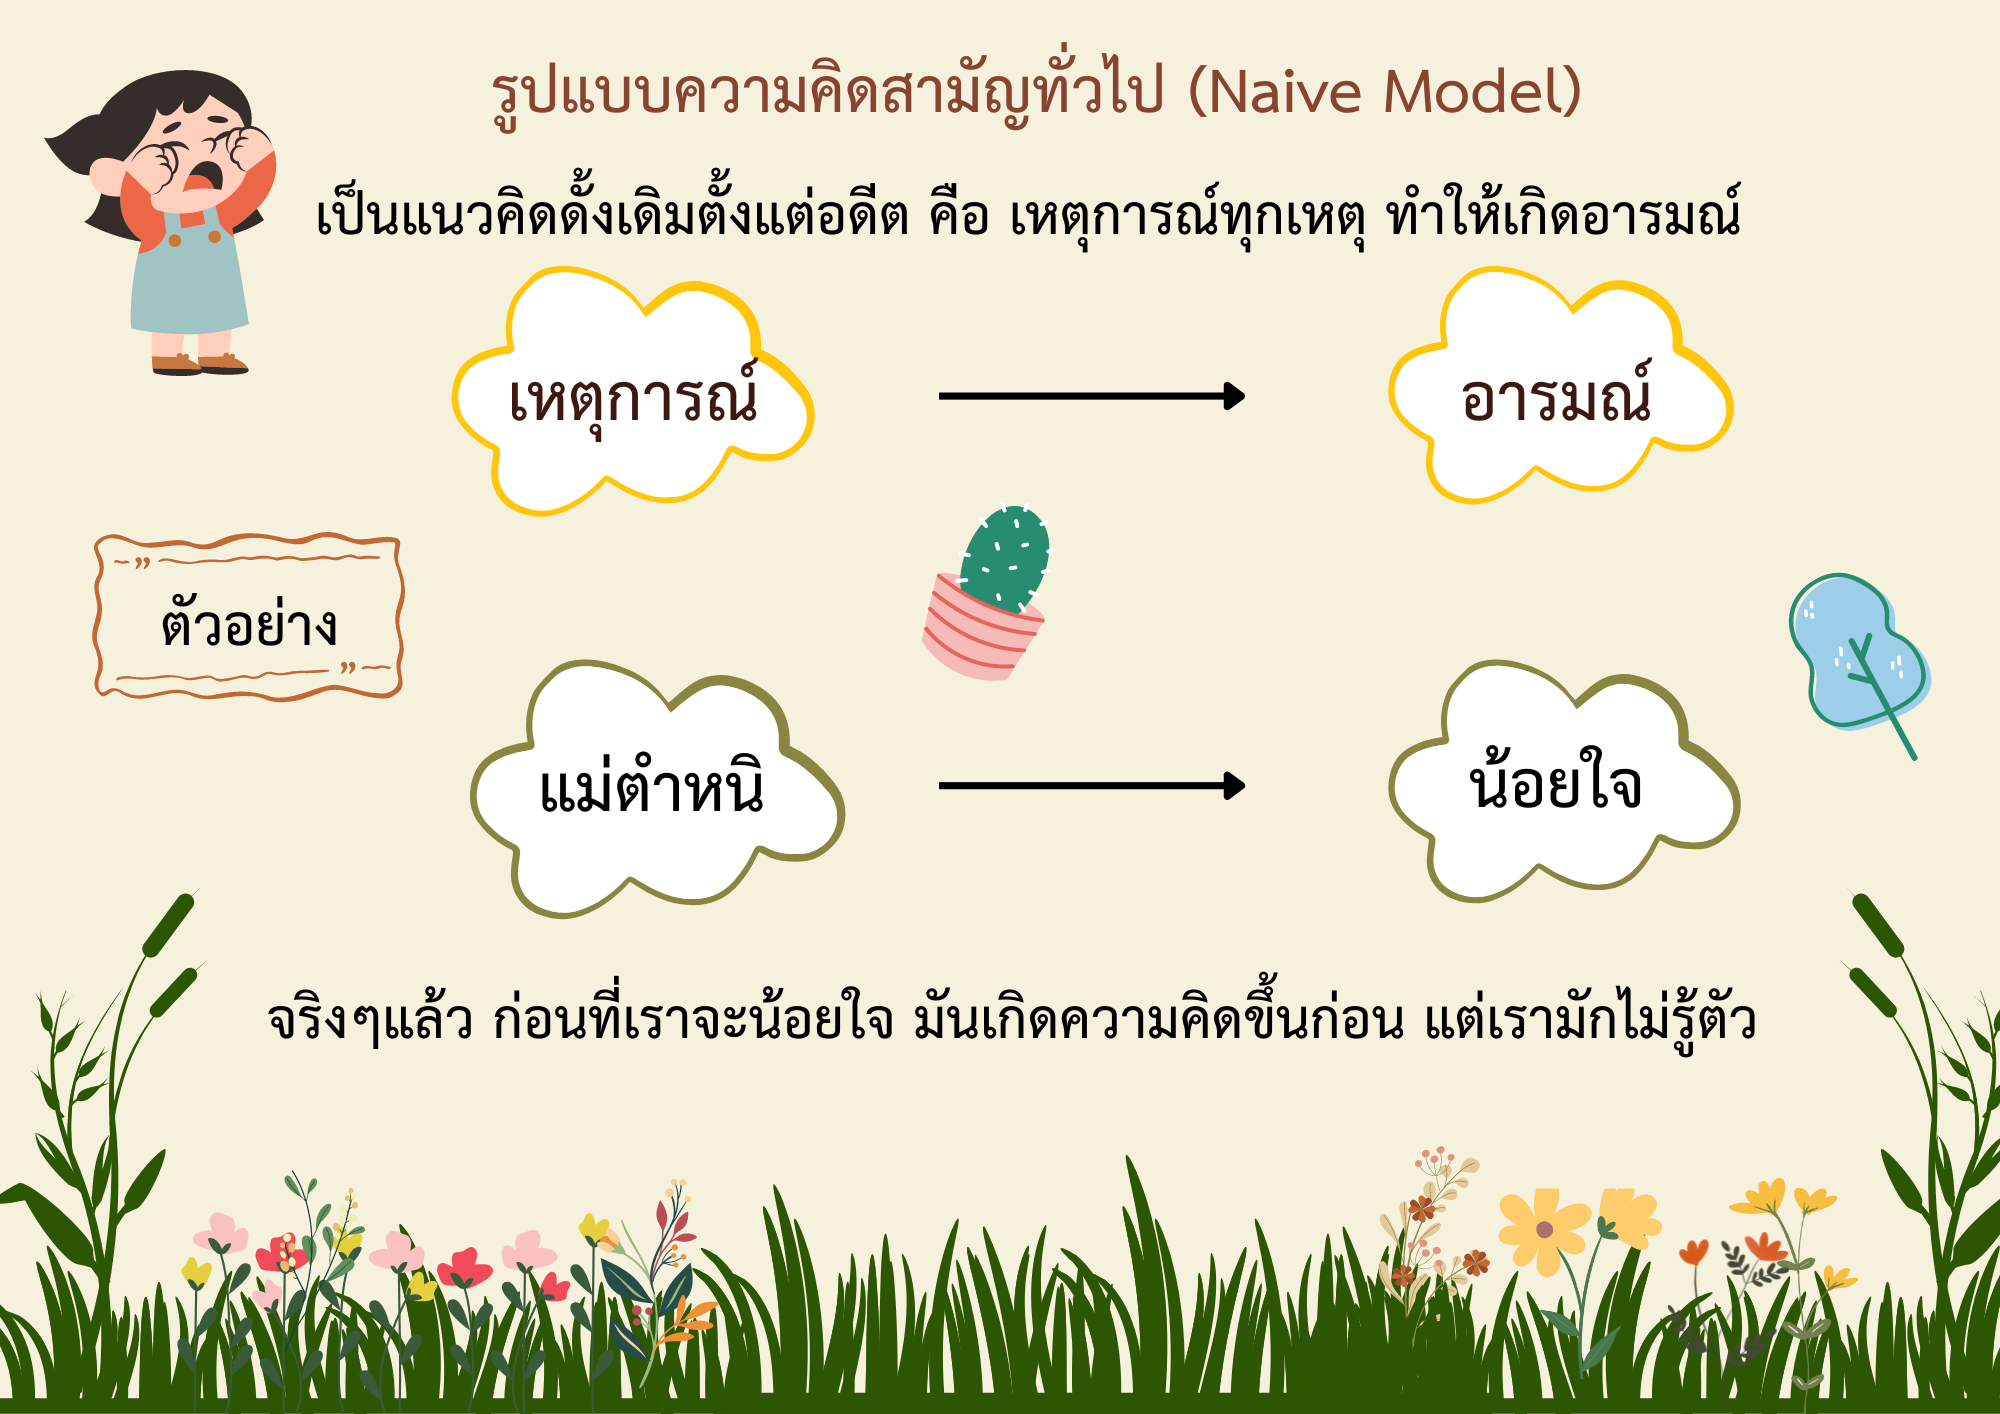 รูปแบบความคิดสามัญทั่วไป (Naive Model)
เป็นแนวคิดดั้งเดิมตั้งแต่อดีต คือ เหตุการณ์ทุกเหตุ ทำให้เกิดอารมณ์
เหตุการณ์
อารมณ์
ตัวอย่าง
แม่ตำหนิ
น้อยใจ
จริงๆแล้ว ก่อนที่เราจะน้อยใจ มันเกิดความคิดขึ้นก่อน แต่เรามักไม่รู้ตัว